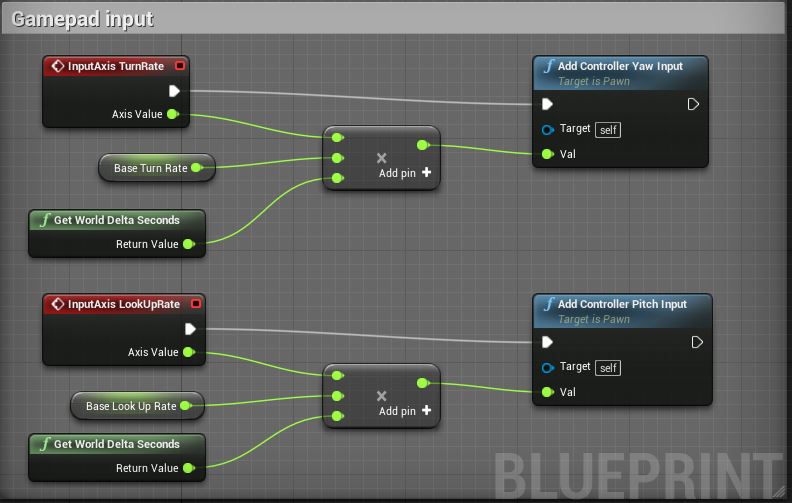 Gamepad input
InputAxis TurnRate
Axis Value
Base Turn Rate
Get World Delta Seconds
Return Value
Add pin
Add Controller Yaw Input
Target is Pawn
Target self
Val
InputAxis LookUpRate
Axis Value
Base Look Up Rate
Get World Delta Seconds
Return Value
Add pin
Add Controller Pitch Input
Target is Pawn
Target self
Val
BLUEPRINT